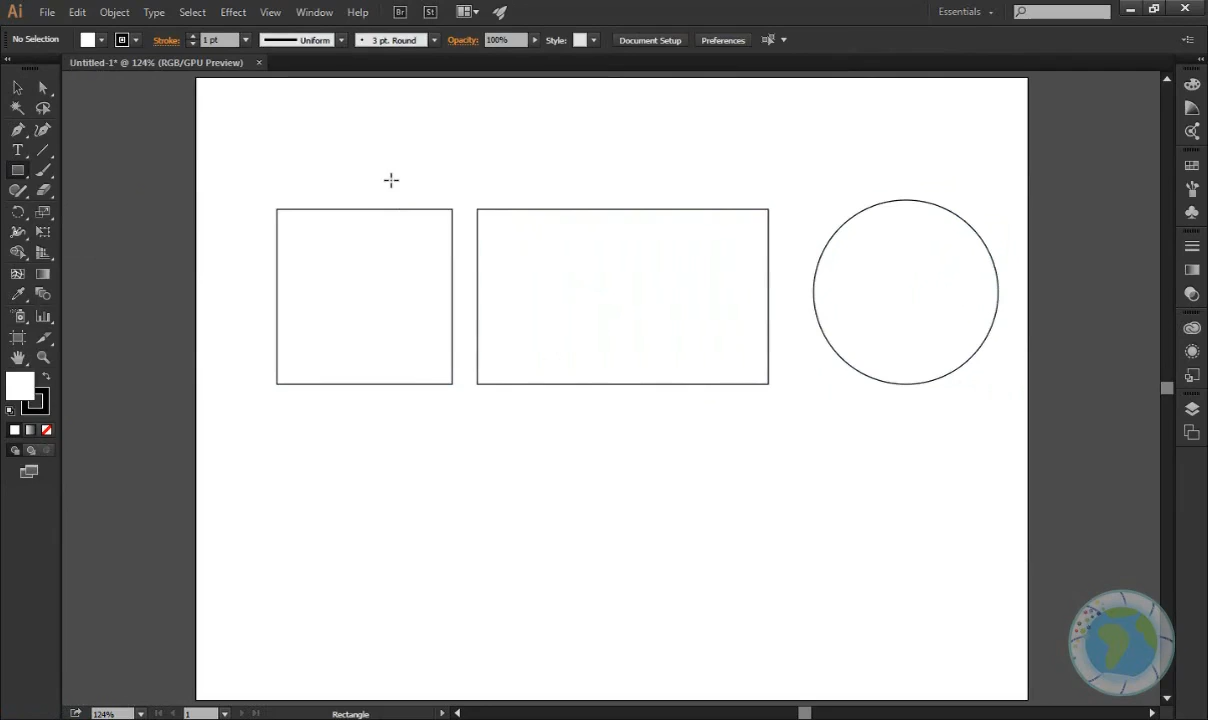 Ai File Edit Object Type Select Effect View Window Help Br St Essentials
No Selection Stroke: 1 pt Uniform 3 pt. Round Opacity: 100% Style: Document Setup Preferences
Untitled-1* @ 124% (RGB/GPU Preview) ×
T
124% 1 Rectangle